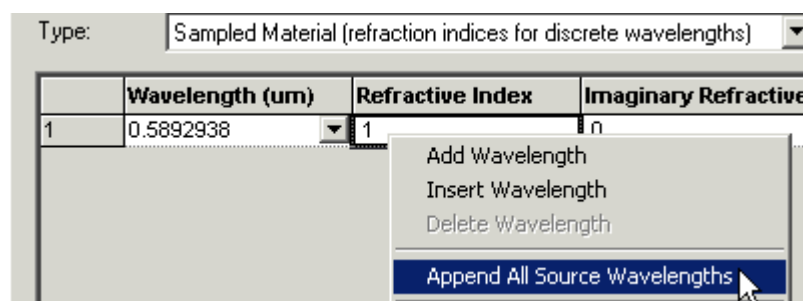 Type: Sampled Material (refraction indices for discrete wavelengths)
Wavelength (um) Refractive Index Imaginary Refractive
1 0.5892938 1 0
Add Wavelength
Insert Wavelength
Delete Wavelength
Append All Source Wavelengths